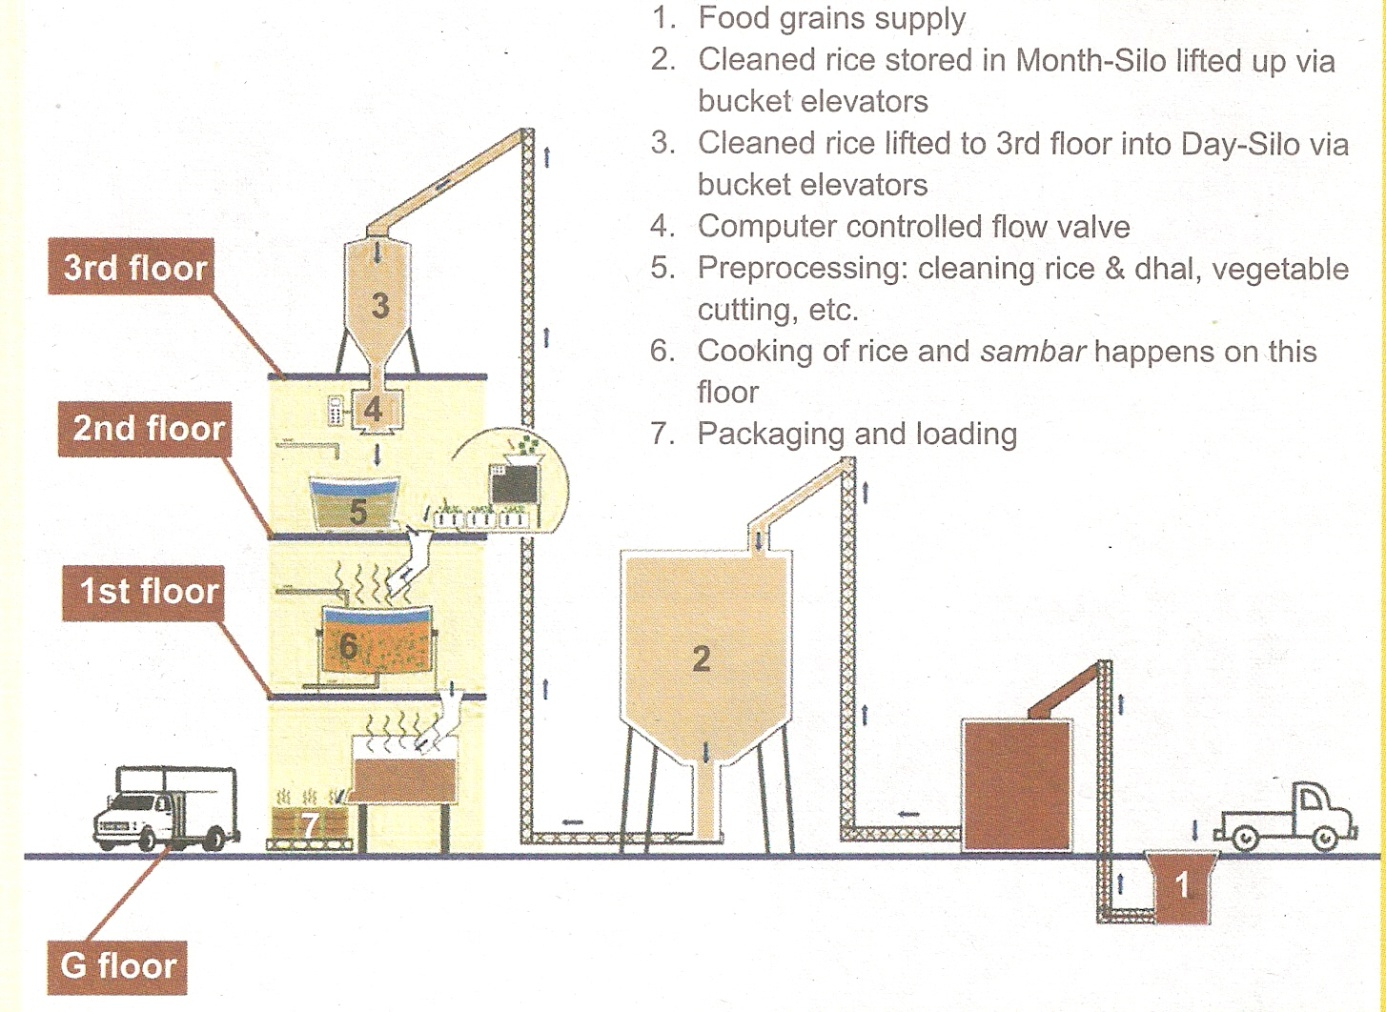 1. Food grains supply
2. Cleaned rice stored in Month-Silo lifted up via
bucket elevators
3. Cleaned rice lifted to 3rd floor into Day-Silo via
bucket elevators
4. Computer controlled flow valve
5. Preprocessing: cleaning rice & dhal, vegetable
cutting, etc.
6. Cooking of rice and sambar happens on this
floor
7. Packaging and loading
3rd floor
3
2nd floor
4
5
1st floor
6
2
7
1
G floor